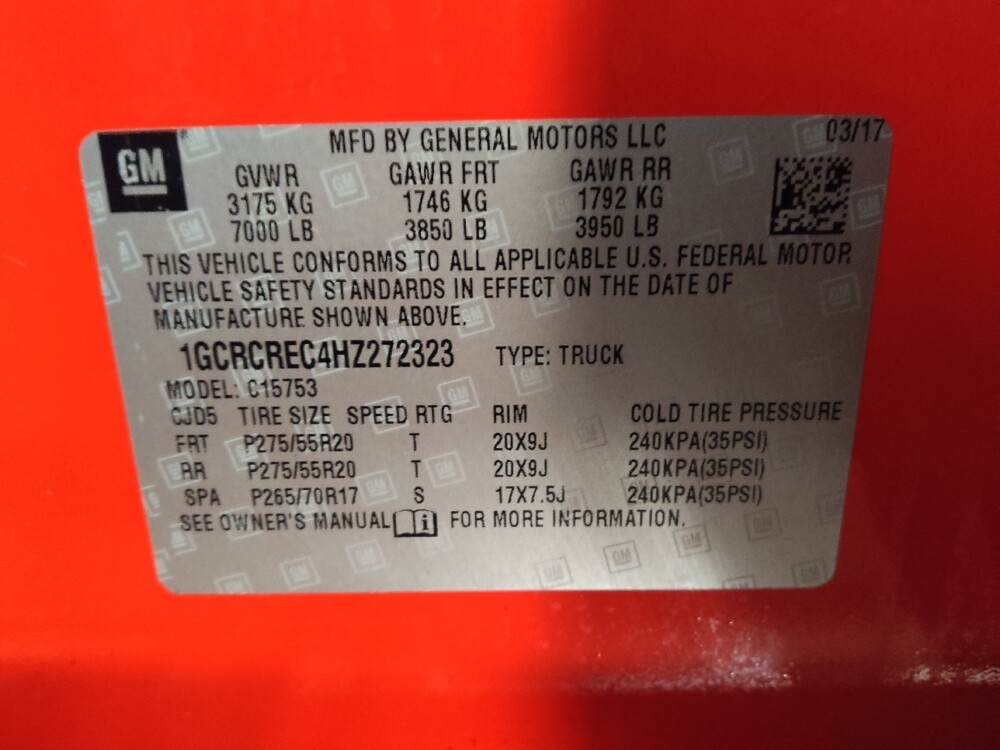 GM
MFD BY GENERAL MOTORS LLC 03/17
GVWR GAWR FRT GAWR RR
3175 KG 1746 KG 1792 KG
7000 LB 3850 LB 3950 LB
THIS VEHICLE CONFORMS TO ALL APPLICABLE U.S. FEDERAL MOTOR
VEHICLE SAFETY STANDARDS IN EFFECT ON THE DATE OF
MANUFACTURE SHOWN ABOVE.
1GCRCREC4HZ272323 TYPE: TRUCK
MODEL: C15753
CJD5 TIRE SIZE SPEED RTG RIM COLD TIRE PRESSURE
FRT P275/55R20 T 20X9J 240KPA(35PSI)
RR P275/55R20 T 20X9J 240KPA(35PSI)
SPA P265/70R17 S 17X7.5J 240KPA(35PSI)
SEE OWNER'S MANUAL FOR MORE INFORMATION.